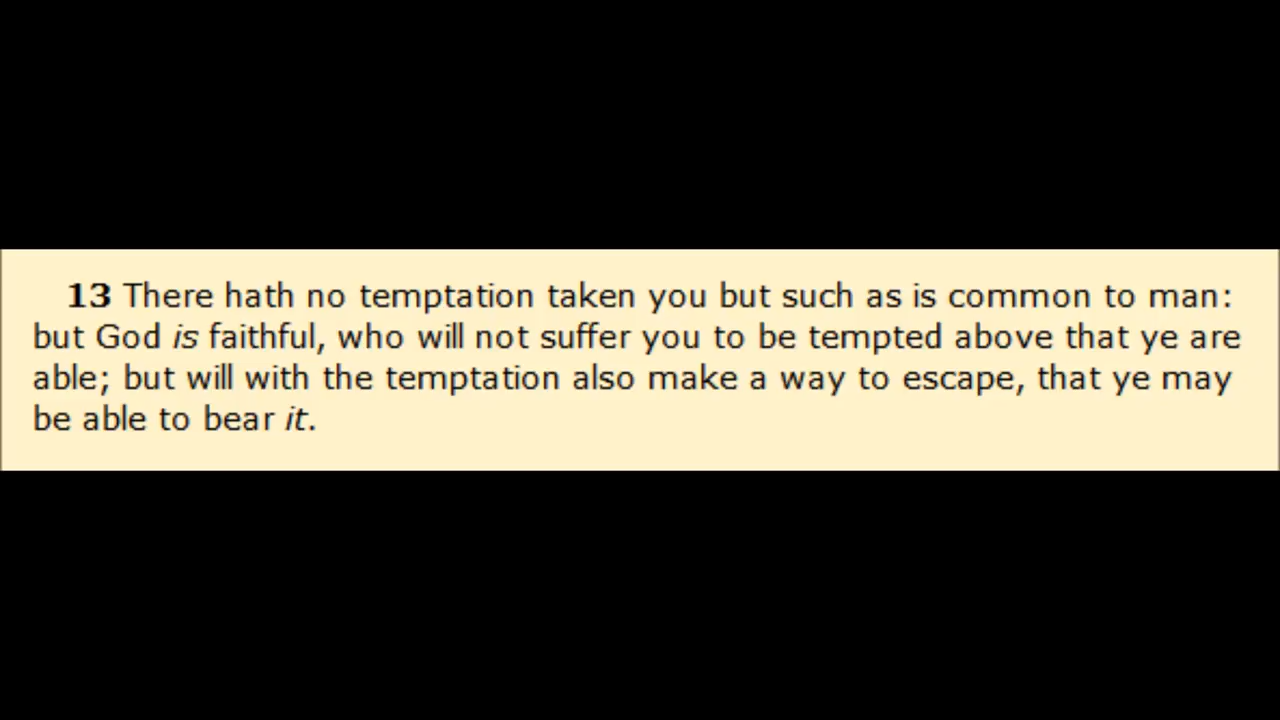 13 There hath no temptation taken you but such as is common to man:
but God is faithful, who will not suffer you to be tempted above that ye are
able; but will with the temptation also make a way to escape, that ye may
be able to bear it.